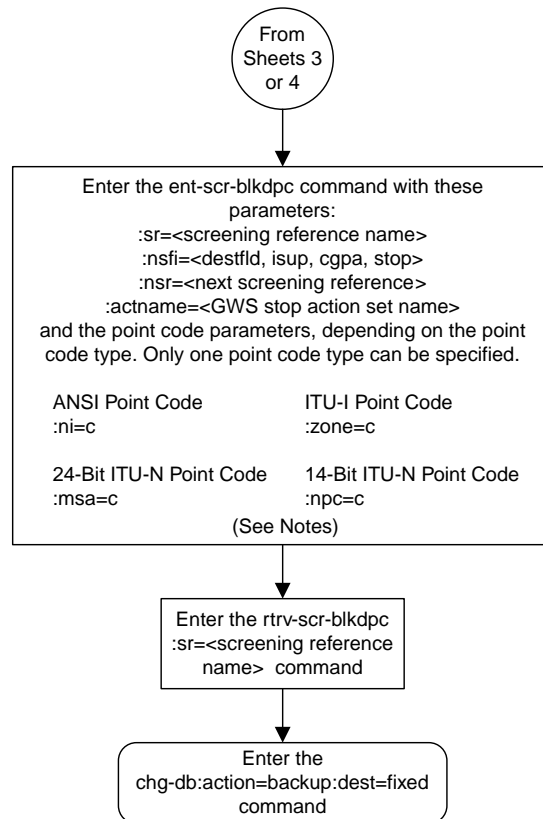 From
Sheets 3
or 4
Enter the ent-scr-blkdpc command with these
parameters:
:sr=<screening reference name>
:nsfi=<destfld, isup, cgpa, stop>
:nsr=<next screening reference>
:actname=<GWS stop action set name>
and the point code parameters, depending on the point
code type. Only one point code type can be specified.
ANSI Point Code
:ni=c
ITU-I Point Code
:zone=c
24-Bit ITU-N Point Code
:msa=c
14-Bit ITU-N Point Code
:npc=c
(See Notes)
Enter the rtrv-scr-blkdpc
:sr=<screening reference
name> command
Enter the
chg-db:action=backup:dest=fixed
command